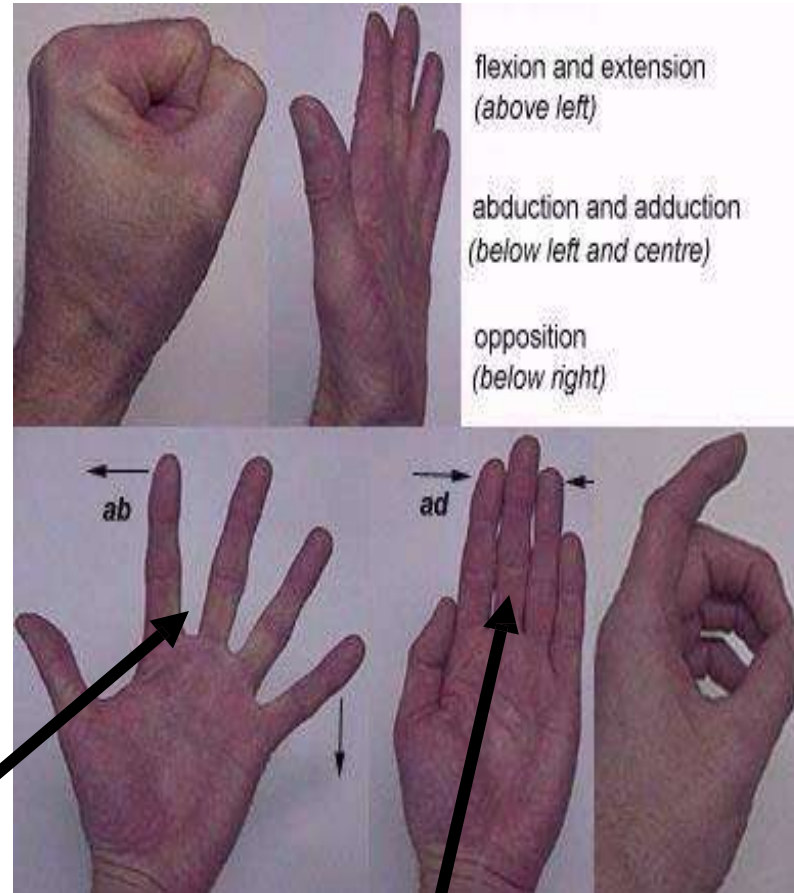 flexion and extension
(above left)
abduction and adduction
(below left and centre)
opposition
(below right)
ab
ad